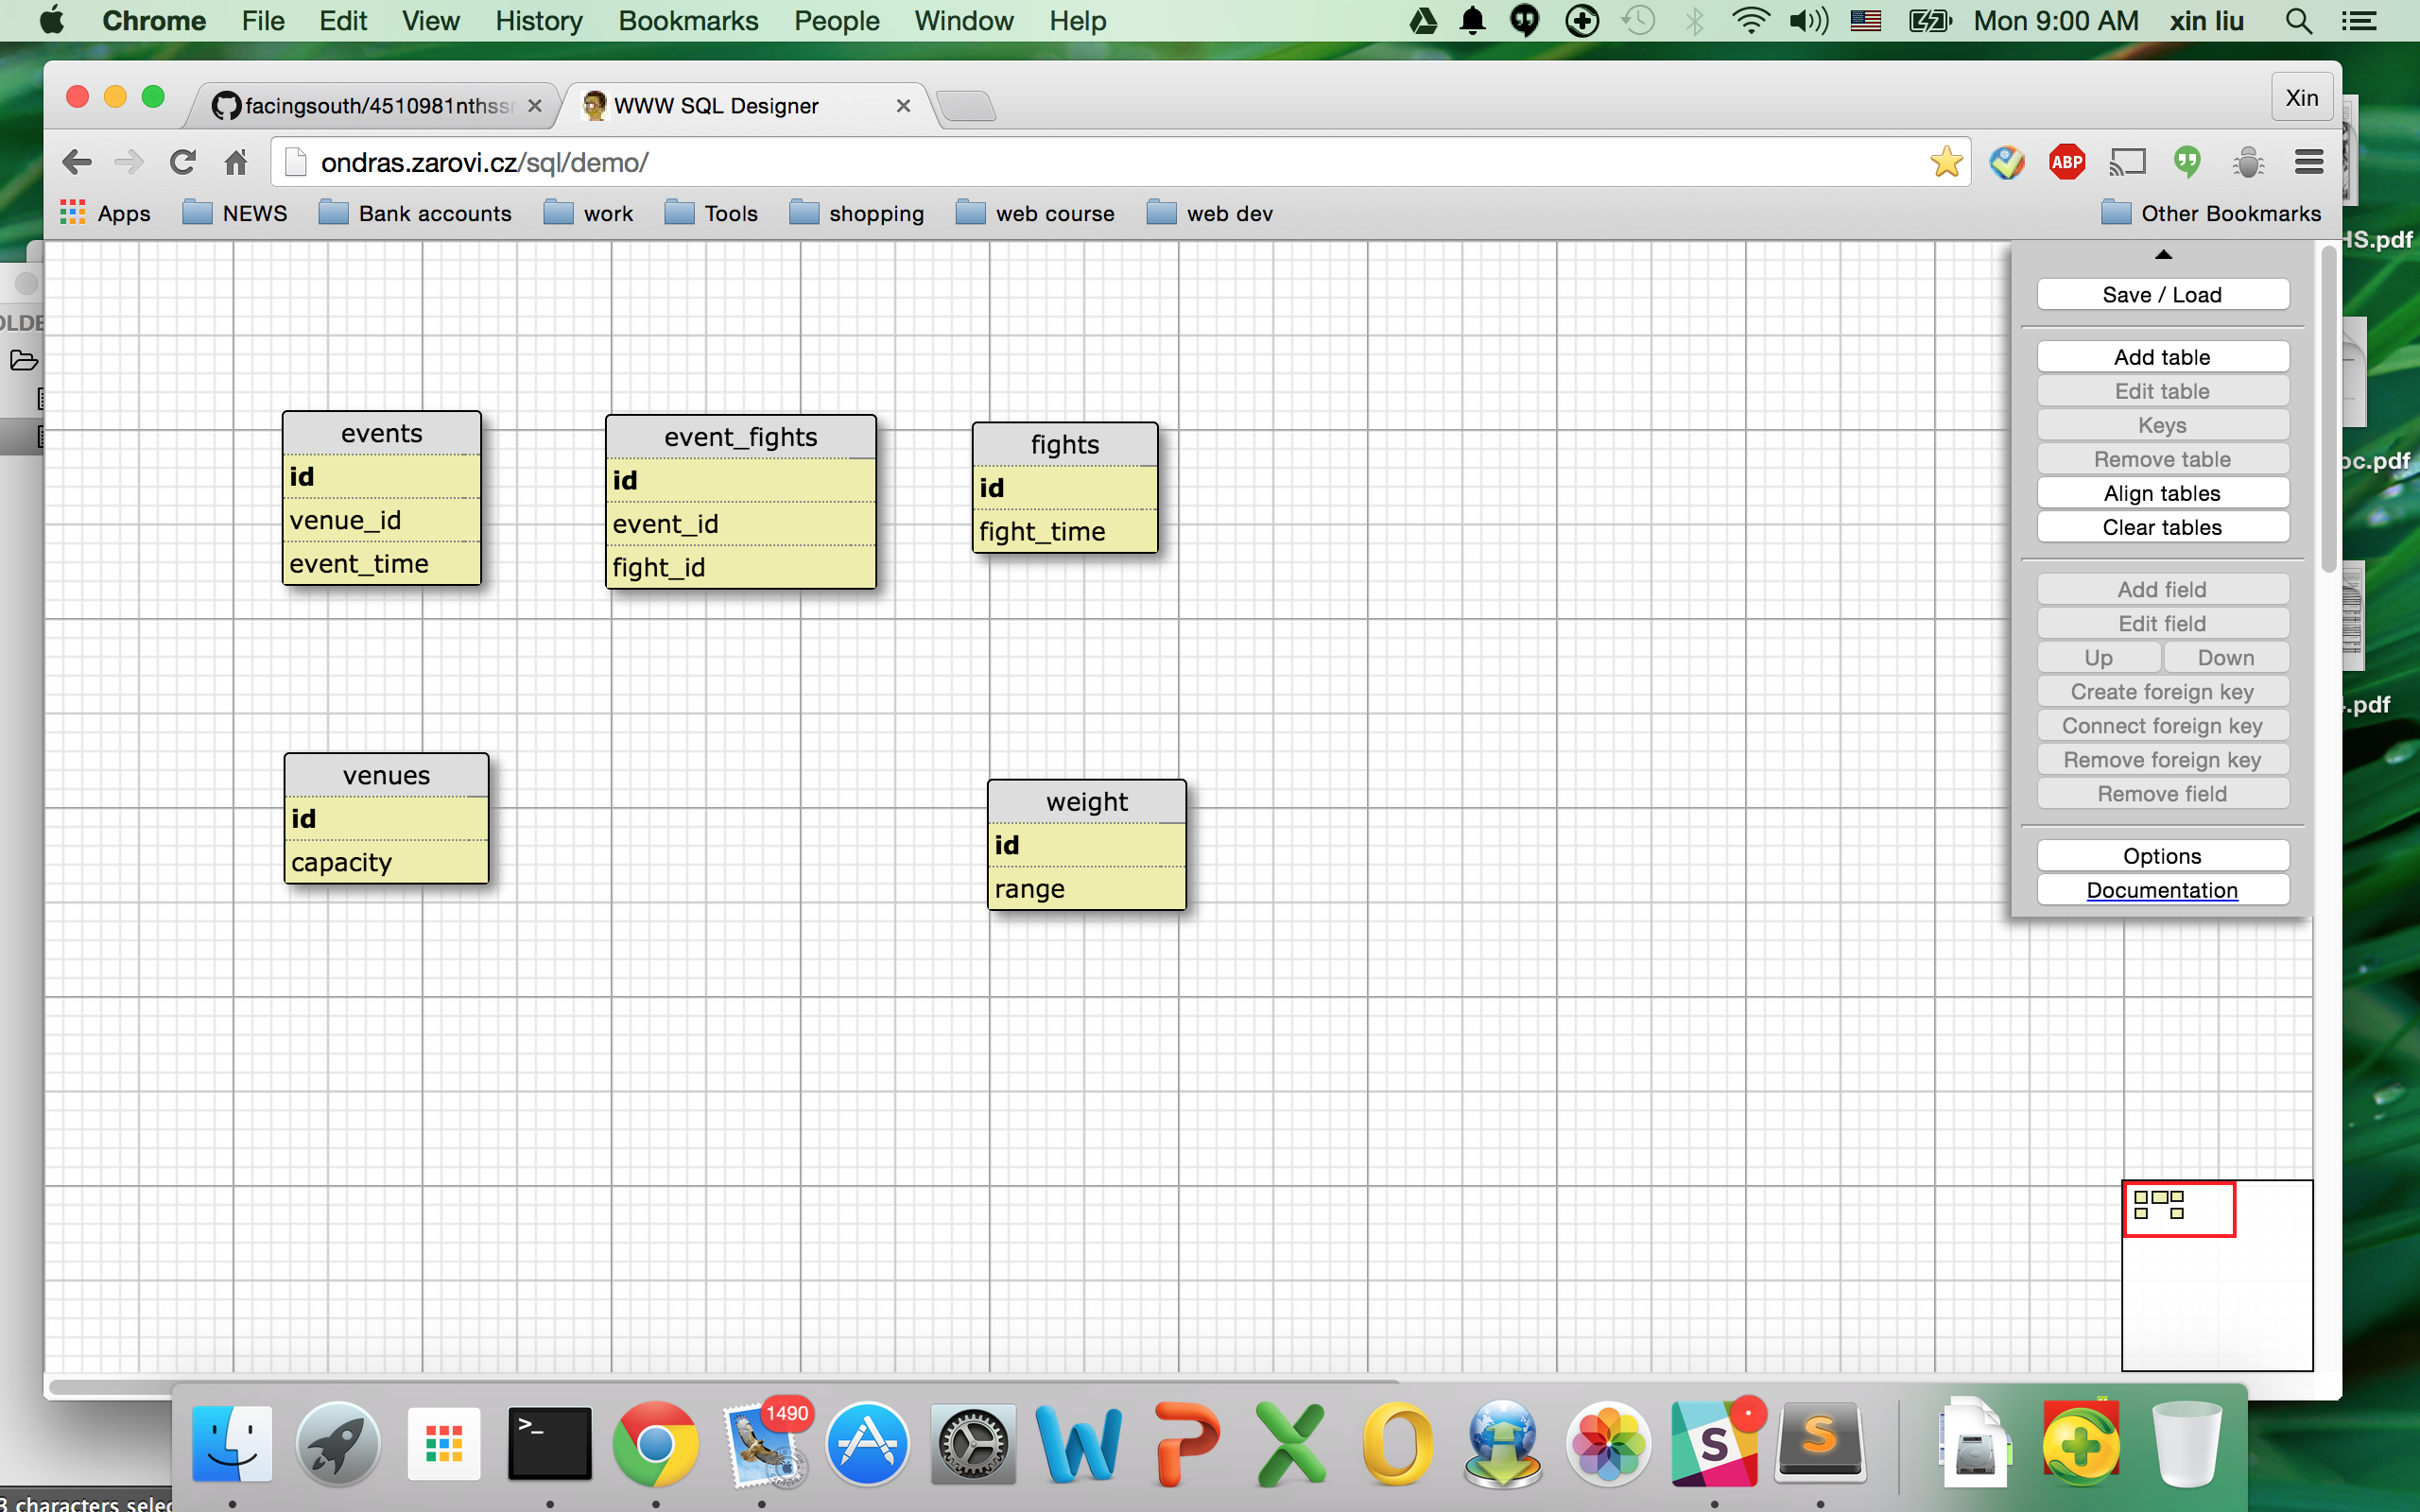 Chrome File Edit View History Bookmarks People Window Help Mon 9:00 AM xin liu
facingsouth/4510981nthss WWW SQL Designer Xin
ondras.zarovi.cz/sql/demo/
ABP
Apps NEWS Bank accounts work Tools shopping web course web dev Other Bookmarks
HS.pdf
oc.pdf
.pdf
OLDE
Save / Load
Add table
Edit table
Keys
Remove table
Align tables
Clear tables
Add field
Edit field
Up Down
Create foreign key
Connect foreign key
Remove foreign key
Remove field
Options
Documentation
events
id
venue_id
event_time
event_fights
id
event_id
fight_id
fights
id
fight_time
venues
id
capacity
weight
id
range
1490
>_
3 characters selec